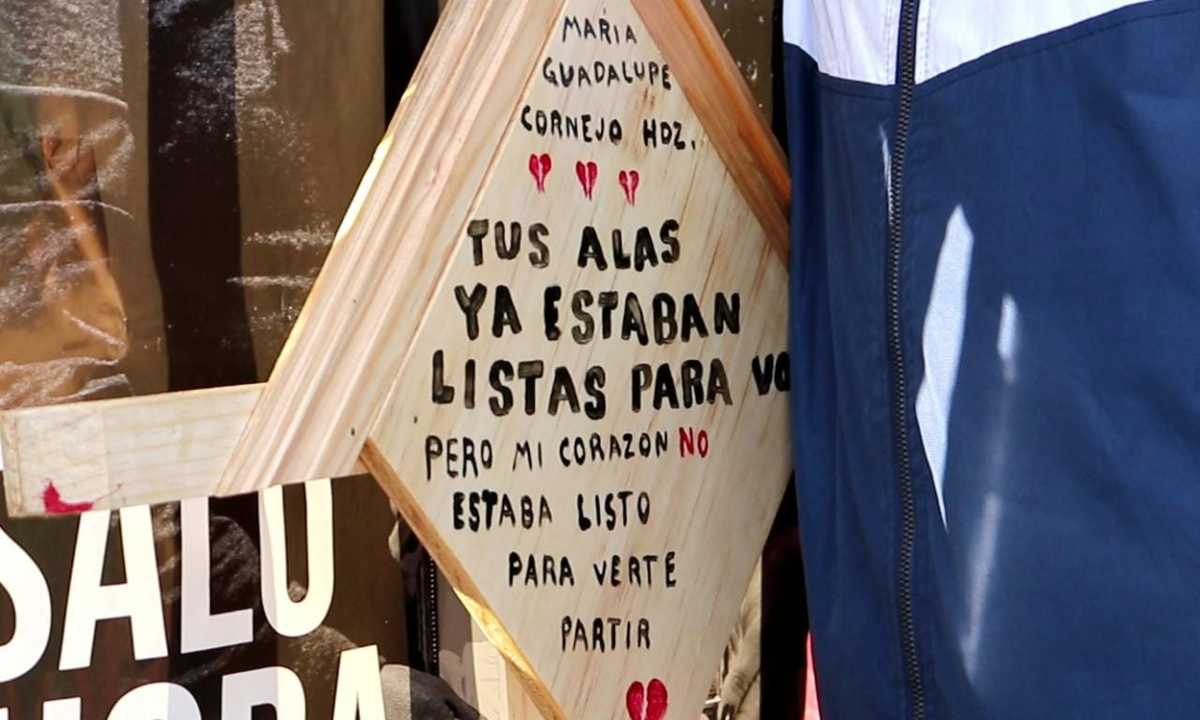 MARIA
GUADALUPE
CORNEJO HDZ.
TUS ALAS
YA ESTABAN
LISTAS PARA
PERO MI CORAZON NO
ESTABA LISTO
PARA VERTE
PARTIR
SALU